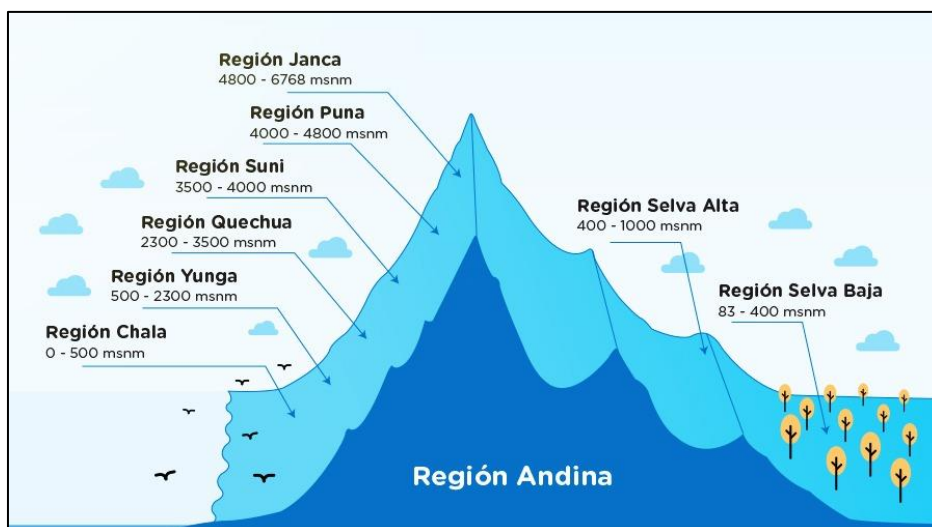 Región Janca
4800 - 6768 msnm
Región Puna
4000 - 4800 msnm
Región Suni
3500 - 4000 msnm
Región Quechua
2300 - 3500 msnm
Región Yunga
500 - 2300 msnm
Región Chala
0 - 500 msnm
Región Selva Alta
400 - 1000 msnm
Región Selva Baja
83 - 400 msnm
Región Andina